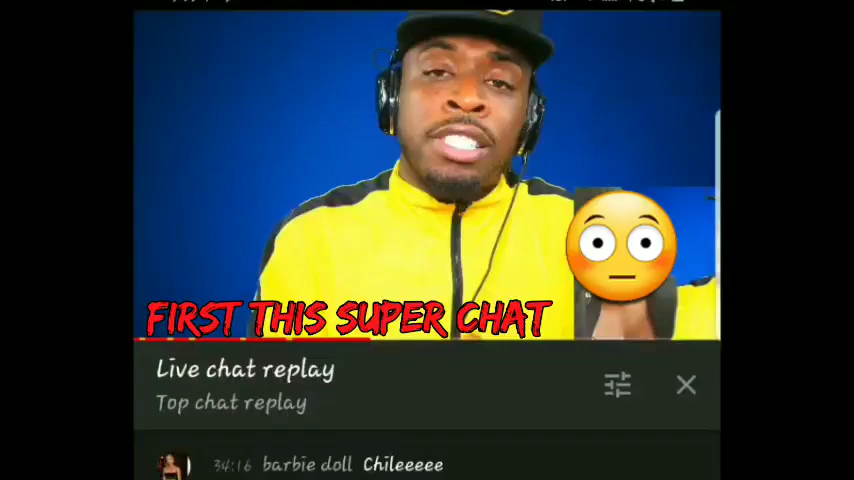 FIRST THIS SUPER CHAT
Live chat replay
Top chat replay
34:16 barbie doll Chileeeee